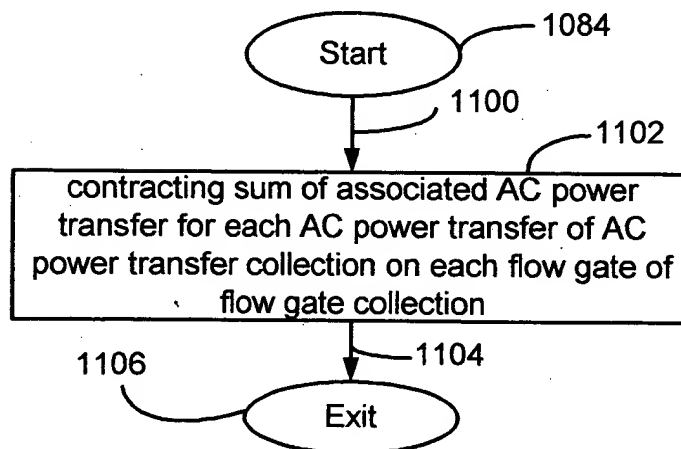 Start
1084
1100
1102
contracting sum of associated AC power
transfer for each AC power transfer of AC
power transfer collection on each flow gate of
flow gate collection
1104
1106
Exit